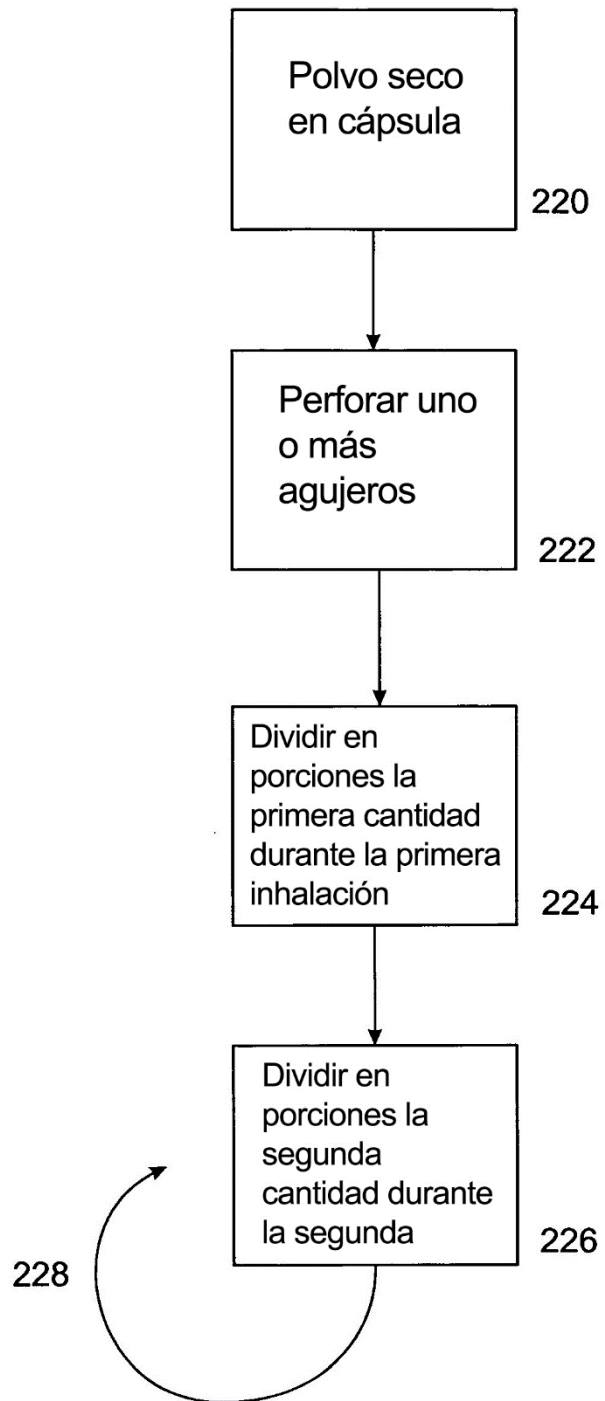 Polvo seco
en cápsula
220
Perforar uno
o más
agujeros
222
Dividir en
porciones la
primera cantidad
durante la primera
inhalación
224
Dividir en
porciones la
segunda
cantidad durante
la segunda
226
228